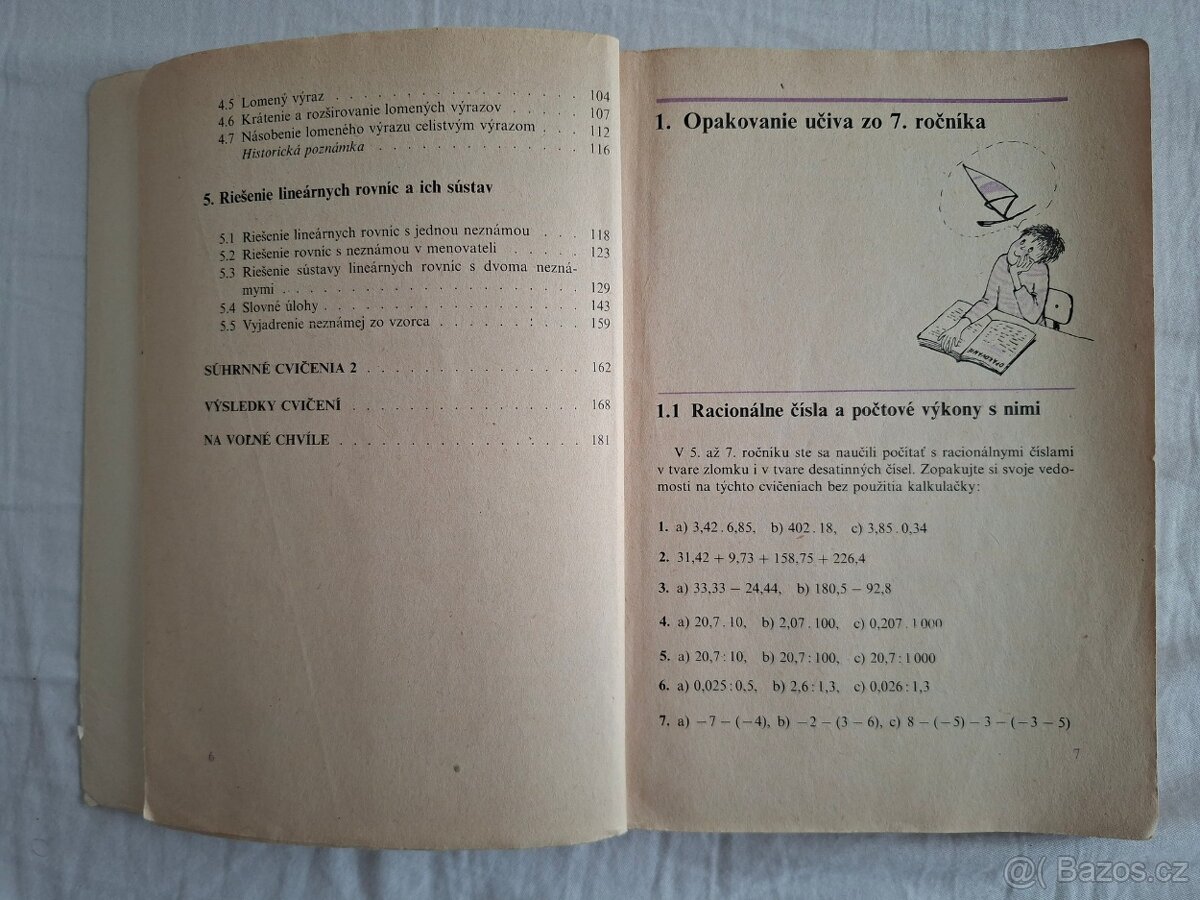 4.5 Lomený výraz . . . . . . . . . . . . . . . . 104
4.6 Krátenie a rozširovanie lomených výrazov . . . . 107
4.7 Násobenie lomeného výrazu celistvým výrazom . . . 112
Historická poznámka . . . . . . . . . . . . . 116
5. Riešenie lineárnych rovníc a ich sústav
5.1 Riešenie lineárnych rovníc s jednou neznámou . . . 118
5.2 Riešenie rovníc s neznámou v menovateli . . . . . 123
5.3 Riešenie sústavy lineárnych rovníc s dvoma nezná-
mymi . . . . . . . . . . . . . . . . . . . . 129
5.4 Slovné úlohy . . . . . . . . . . . . . . . . . 143
5.5 Vyjadrenie neznámej zo vzorca . . . . . . . . . 159
SÚHRNNÉ CVIČENIA 2 . . . . . . . . . . . . . . 162
VÝSLEDKY CVIČENÍ . . . . . . . . . . . . . . . 168
NA VOĽNÉ CHVÍLE . . . . . . . . . . . . . . . 181
6
1. Opakovanie učiva zo 7. ročníka
OPAKOVANIE
1.1 Racionálne čísla a počtové výkony s nimi
V 5. až 7. ročníku ste sa naučili počítať s racionálnymi číslami
v tvare zlomku i v tvare desatinných čísel. Zopakujte si svoje vedo-
mosti na týchto cvičeniach bez použitia kalkulačky:
1. a) 3,42 . 6,85, b) 402 . 18, c) 3,85 . 0,34
2. 31,42 + 9,73 + 158,75 + 226,4
3. a) 33,33 − 24,44, b) 180,5 − 92,8
4. a) 20,7 . 10, b) 2,07 . 100, c) 0,207 . 1 000
5. a) 20,7 : 10, b) 20,7 : 100, c) 20,7 : 1 000
6. a) 0,025 : 0,5, b) 2,6 : 1,3, c) 0,026 : 1,3
7. a) −7 − (−4), b) −2 − (3 − 6), c) 8 − (−5) − 3 − (−3 − 5)
7
@( Bazos.cz